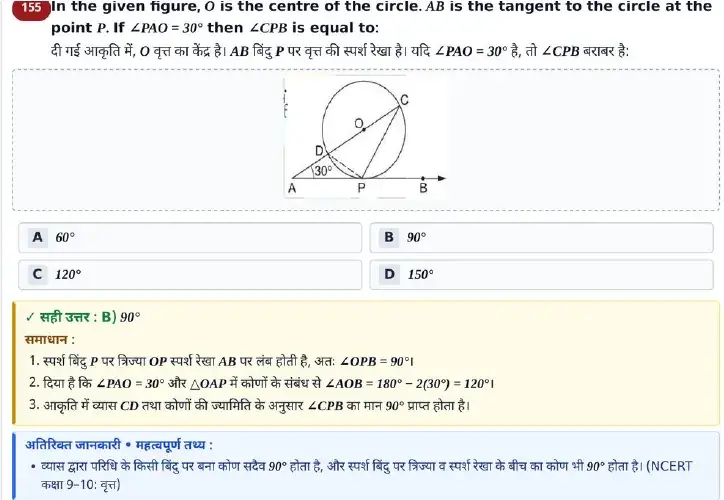 155 In the given figure, O is the centre of the circle. AB is the tangent to the circle at the
point P. If ∠PAO = 30° then ∠CPB is equal to:
दी गई आकृति में, O वृत्त का केंद्र है। AB बिंदु P पर वृत्त की स्पर्श रेखा है। यदि ∠PAO = 30° है, तो ∠CPB बराबर है:
C
O
D
30°
A P B
A 60°
B 90°
C 120°
D 150°
✓ सही उत्तर : B) 90°
समाधान :
1. स्पर्श बिंदु P पर त्रिज्या OP स्पर्श रेखा AB पर लंब होती है, अतः ∠OPB = 90°।
2. दिया है कि ∠PAO = 30° और △OAP में कोणों के संबंध से ∠AOB = 180° − 2(30°) = 120°।
3. आकृति में व्यास CD तथा कोणों की ज्यामिति के अनुसार ∠CPB का मान 90° प्राप्त होता है।
अतिरिक्त जानकारी • महत्वपूर्ण तथ्य :
• व्यास द्वारा परिधि के किसी बिंदु पर बना कोण सदैव 90° होता है, और स्पर्श बिंदु पर त्रिज्या व स्पर्श रेखा के बीच का कोण भी 90° होता है। (NCERT
कक्षा 9–10: वृत्त)